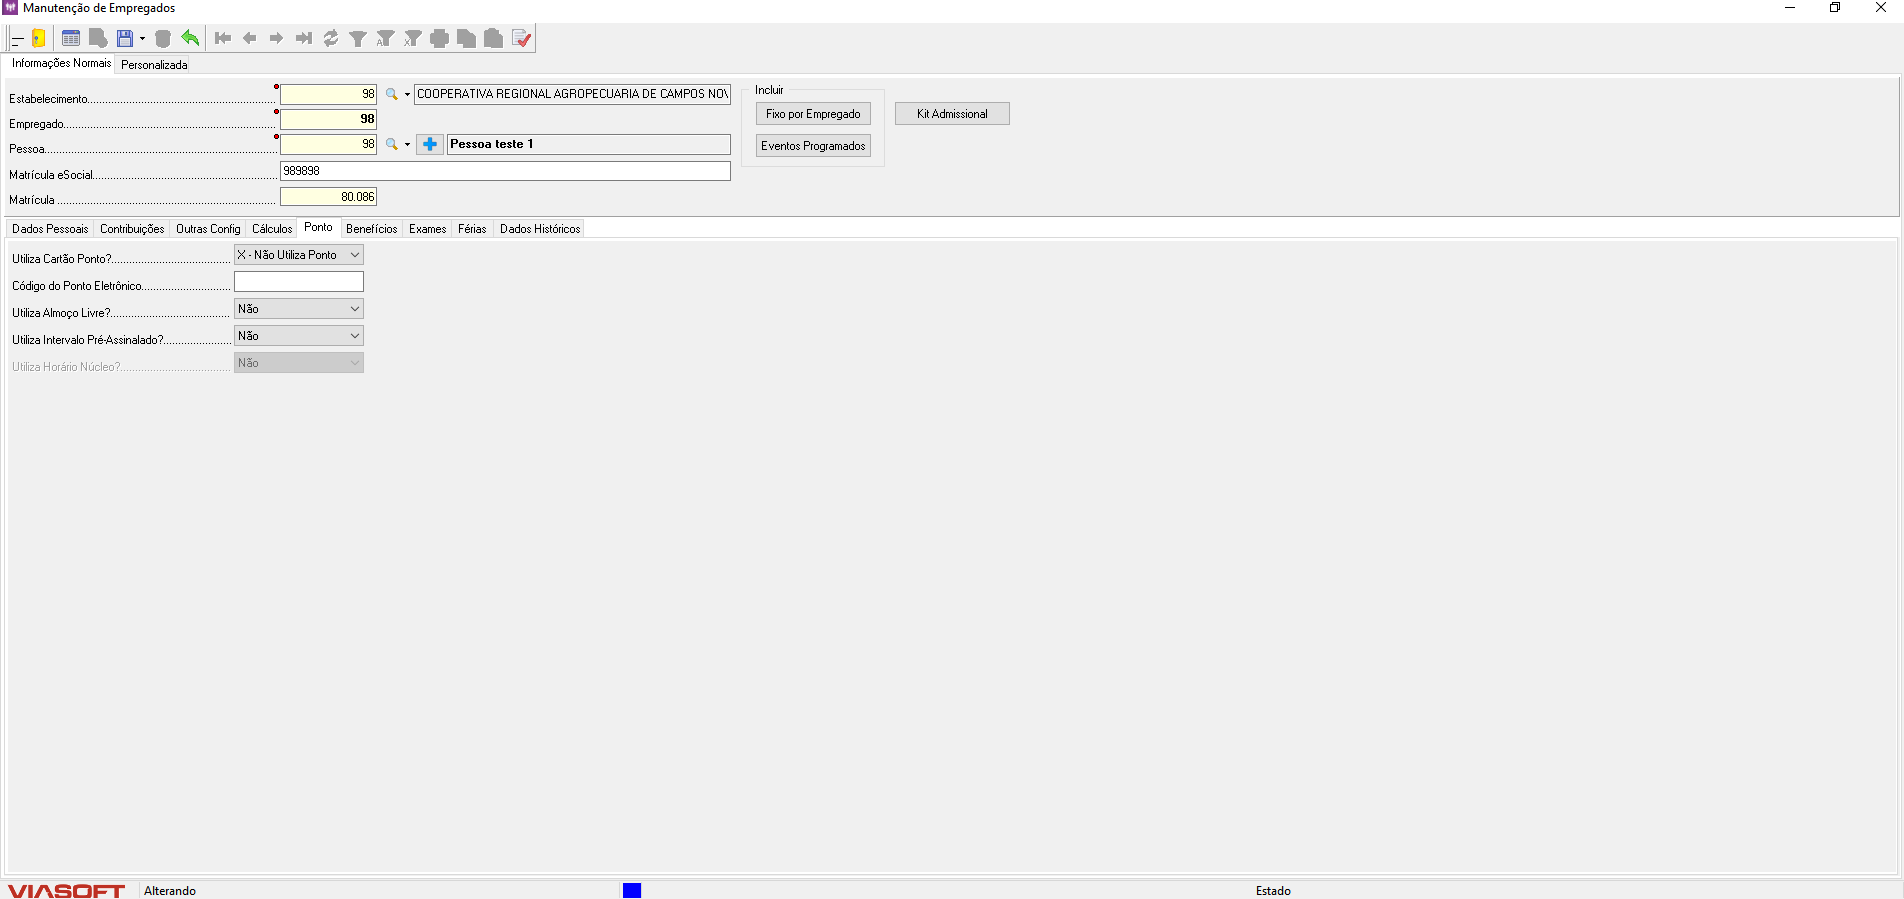 Manutenção de Empregados
Informações Normais Personalizada
Estabelecimento 98 COOPERATIVA REGIONAL AGROPECUARIA DE CAMPOS NOV
Empregado 98
Pessoa 98 Pessoa teste 1
Matrícula eSocial 989898
Matrícula 80.086
Incluir
Fixo por Empregado
Eventos Programados
Kit Admissional
Dados Pessoais Contribuições Outras Config Cálculos Ponto Benefícios Exames Férias Dados Históricos
Utiliza Cartão Ponto? X - Não Utiliza Ponto
Código do Ponto Eletrônico
Utiliza Almoço Livre? Não
Utiliza Intervalo Pré-Assinalado? Não
Utiliza Horário Núcleo? Não
VIASOFT Alterando Estado